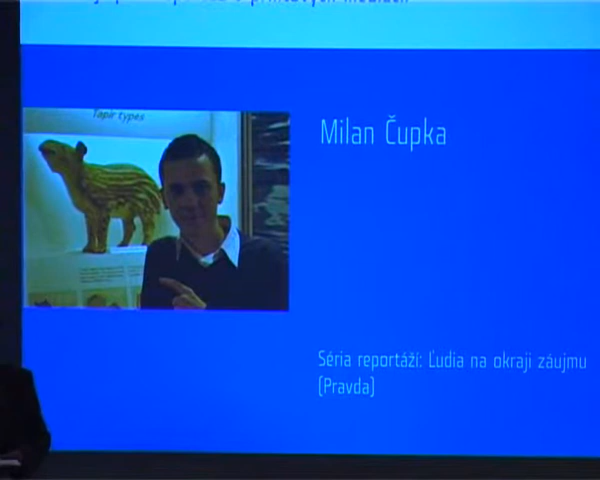 Tapir types
Milan Čupka
Séria reportáží: Ľudia na okraji záujmu
(Pravda)